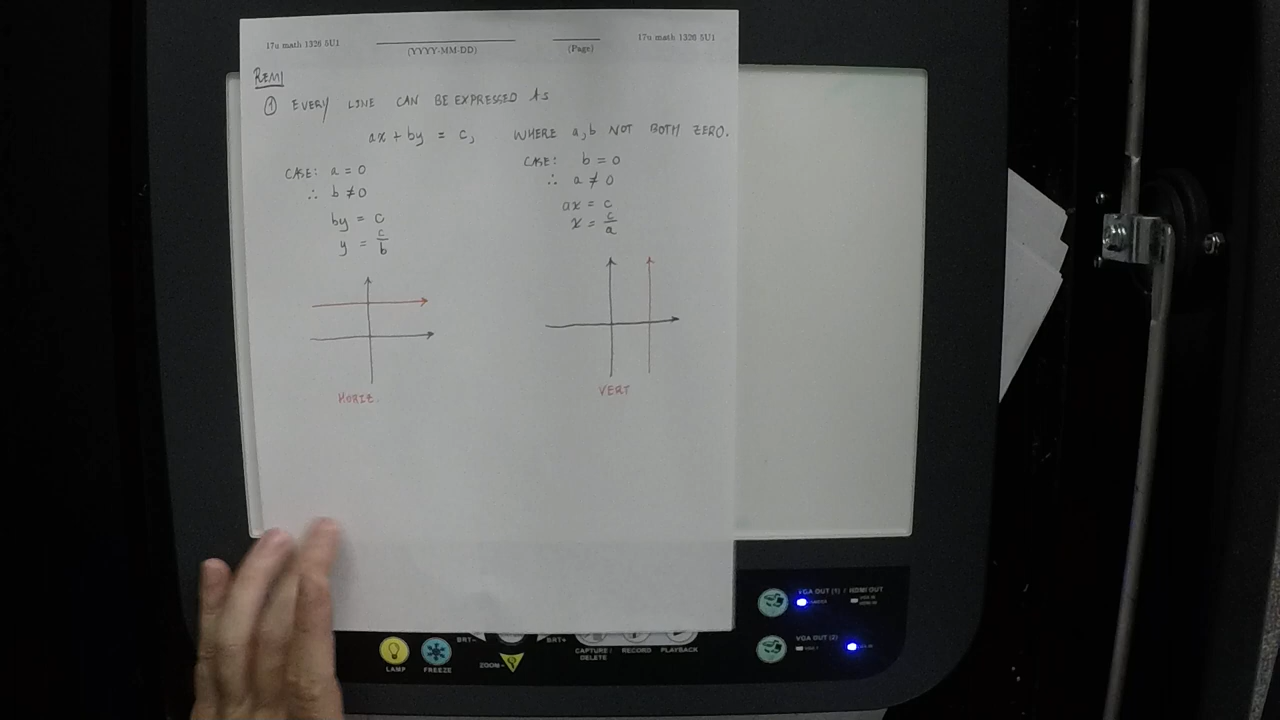 17u math 1326 5U1
(YYYY-MM-DD)
(Page)
17u math 1326 5U1
REM
① EVERY LINE CAN BE EXPRESSED AS
ax + by = c, WHERE a,b NOT BOTH ZERO.
CASE: a = 0
∴ b ≠ 0
by = c
y = c/b
HORIZ.
CASE: b = 0
∴ a ≠ 0
ax = c
x = c/a
VERT
VGA OUT (1) / HDMI OUT
VGA OUT (2)
LAMP
FREEZE
BRT-
BRT+
ZOOM-
CAPTURE / DELETE
RECORD
PLAYBACK